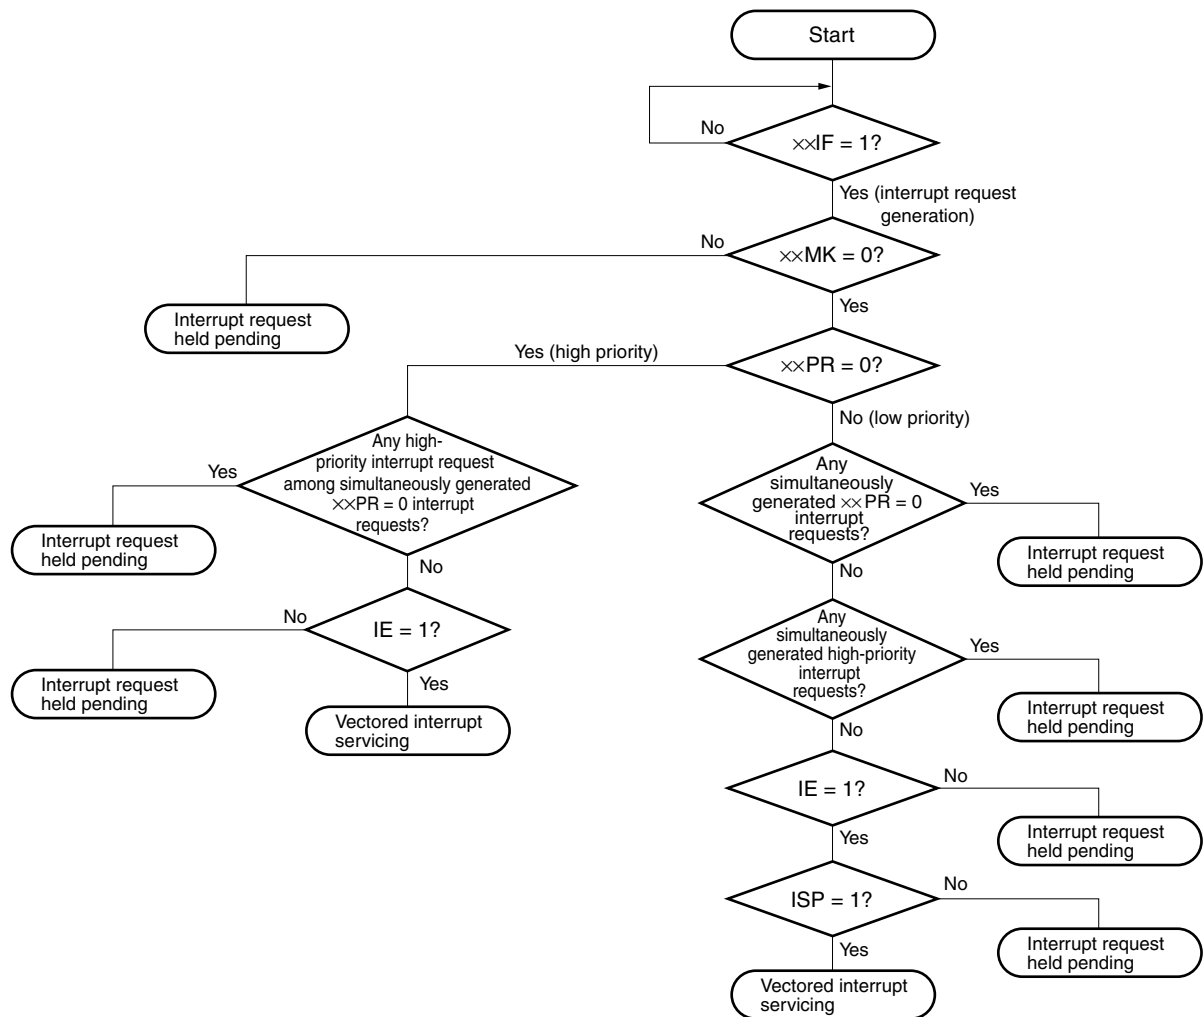 Start
No
××IF = 1?
Yes (interrupt request
generation)
No
××MK = 0?
Interrupt request
held pending
Yes
Yes (high priority)
××PR = 0?
No (low priority)
Any high-
priority interrupt request
among simultaneously generated
××PR = 0 interrupt
requests?
Yes
Interrupt request
held pending
No
No
IE = 1?
Interrupt request
held pending
Yes
Vectored interrupt
servicing
Any
simultaneously
generated ××PR = 0
interrupt
requests?
Yes
Interrupt request
held pending
No
Any
simultaneously
generated high-priority
interrupt
requests?
Yes
Interrupt request
held pending
No
IE = 1?
No
Interrupt request
held pending
Yes
ISP = 1?
No
Interrupt request
held pending
Yes
Vectored interrupt
servicing